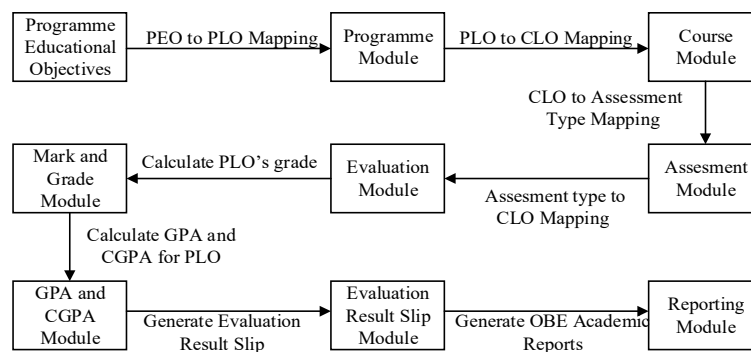 Programme
Educational
Objectives
PEO to PLO Mapping
Programme
Module
PLO to CLO Mapping
Course
Module
CLO to Assessment
Type Mapping
Mark and
Grade
Module
Calculate PLO’s grade
Evaluation
Module
Assesment type to
CLO Mapping
Assesment
Module
Calculate GPA and
CGPA for PLO
GPA and
CGPA
Module
Generate Evaluation
Result Slip
Evaluation
Result Slip
Module
Generate OBE Academic
Reports
Reporting
Module